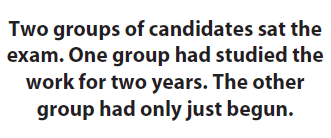 Two groups of candidates sat the
exam. One group had studied the
work for two years. The other
group had only just begun.